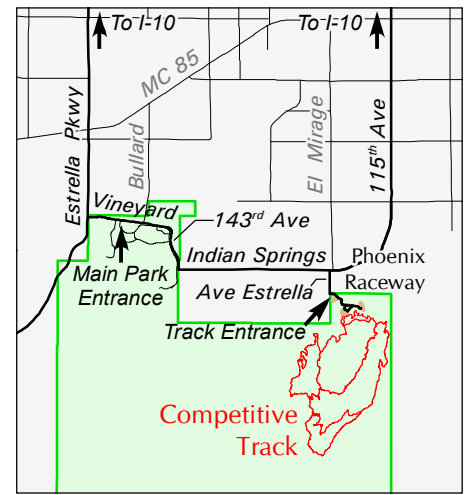 To I-10
To I-10
MC 85
Estrella Pkwy
Bullard
El Mirage
115th Ave
Vineyard
143rd Ave
Indian Springs
Phoenix
Raceway
Main Park
Entrance
Ave Estrella
Track Entrance
Competitive
Track